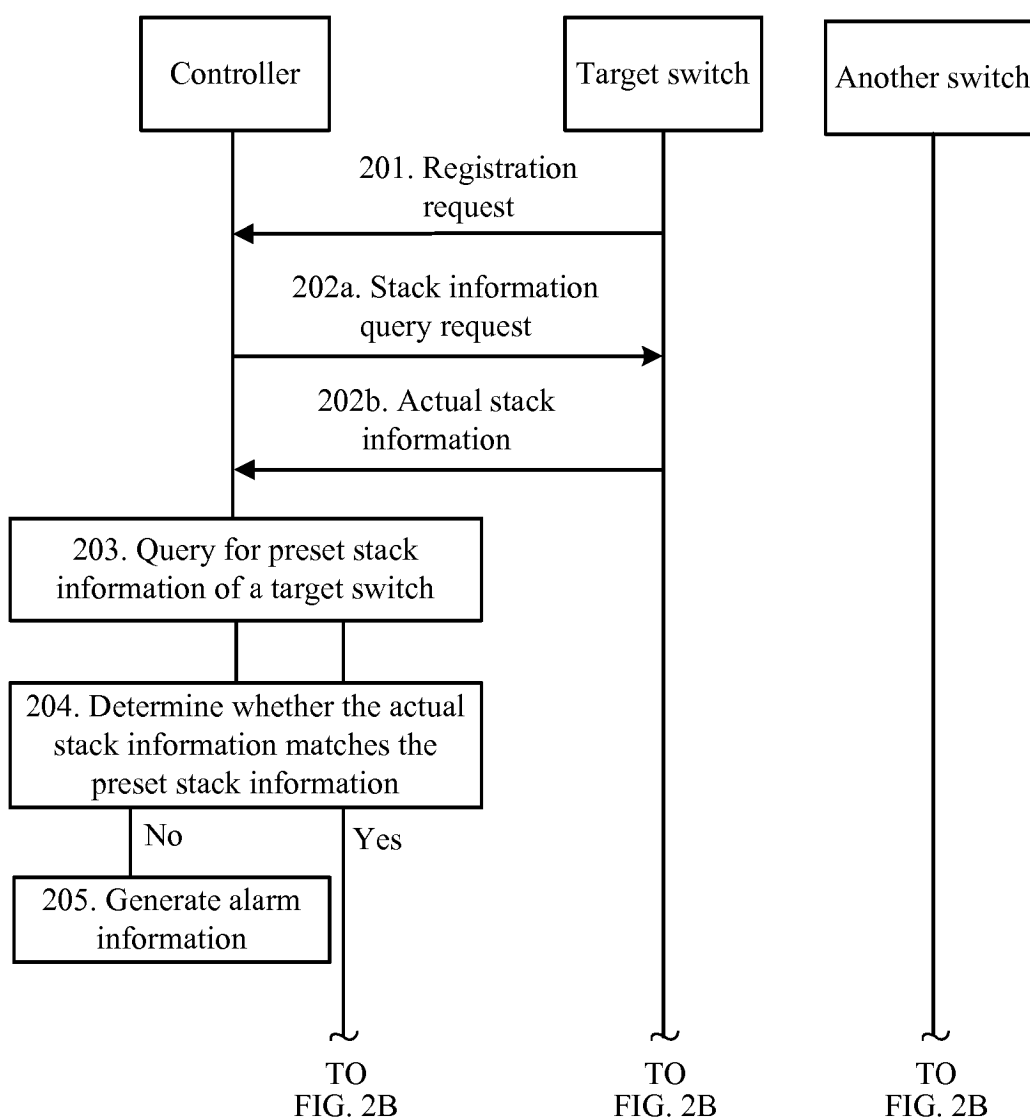 Controller
Target switch
Another switch
201. Registration
request
202a. Stack information
query request
202b. Actual stack
information
203. Query for preset stack
information of a target switch
204. Determine whether the actual
stack information matches the
preset stack information
No
Yes
205. Generate alarm
information
TO
FIG. 2B
TO
FIG. 2B
TO
FIG. 2B